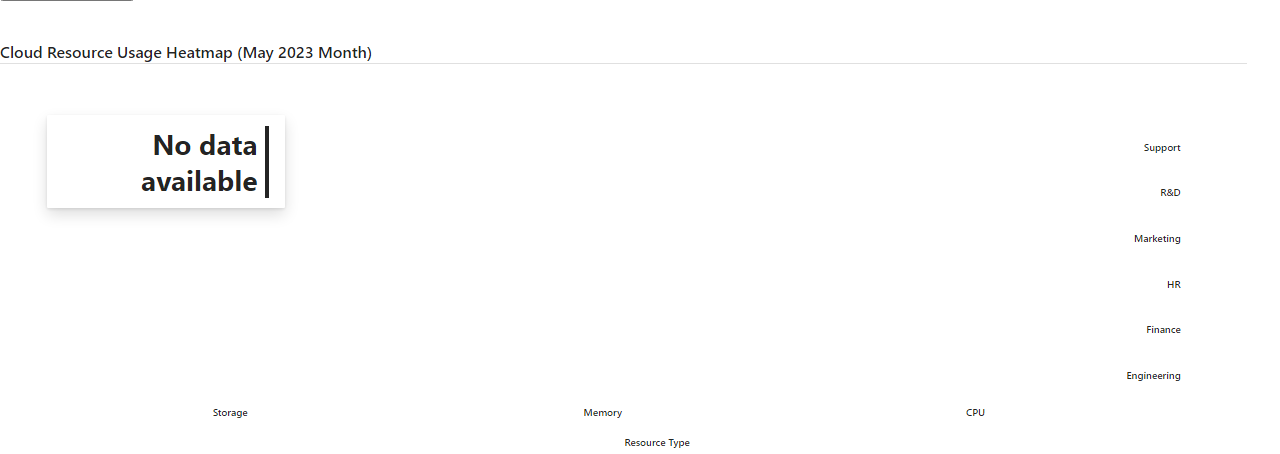 Cloud Resource Usage Heatmap (May 2023 Month)
No data
available
Support
R&D
Marketing
HR
Finance
Engineering
Storage
Memory
CPU
Resource Type